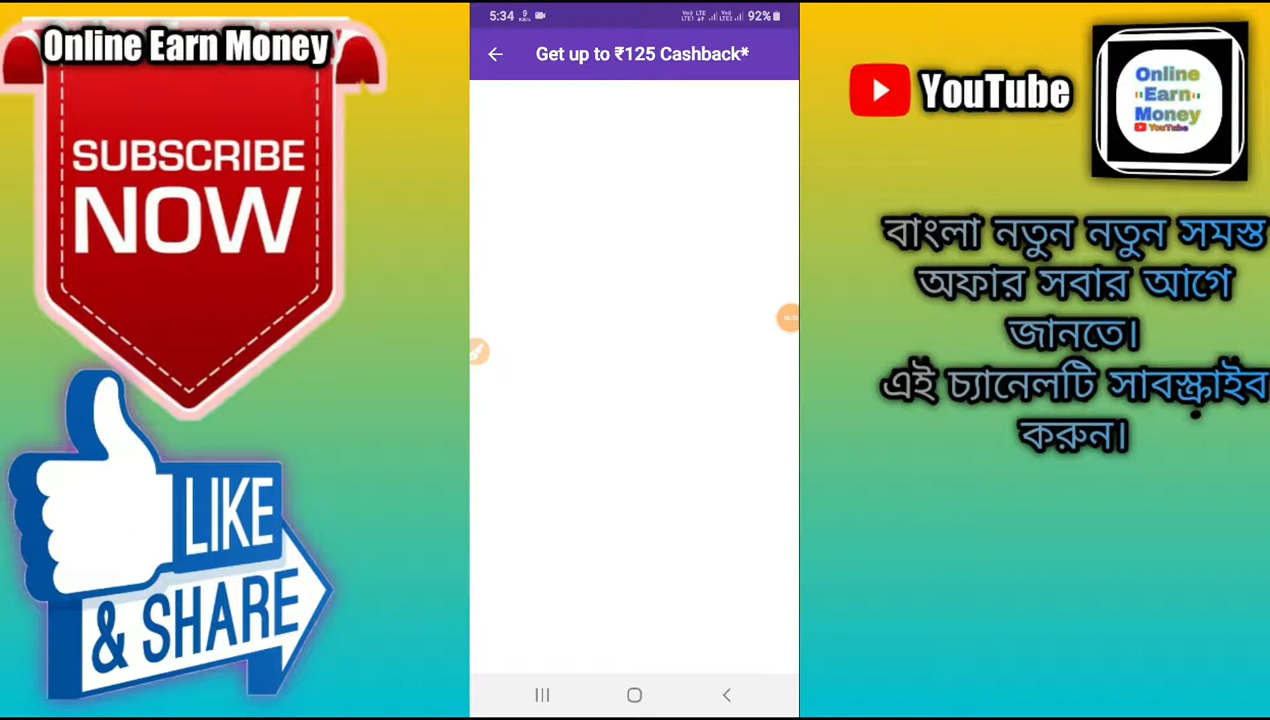 Online Earn Money
SUBSCRIBE
NOW
LIKE
& SHARE
5:34
92%
Get up to ₹125 Cashback*
YouTube
Online
Earn
Money
YouTube
বাংলা নতুন নতুন সমস্ত
অফার সবার আগে
জানতে।
এই চ্যানেলটি সাবস্ক্রাইব
করুন।